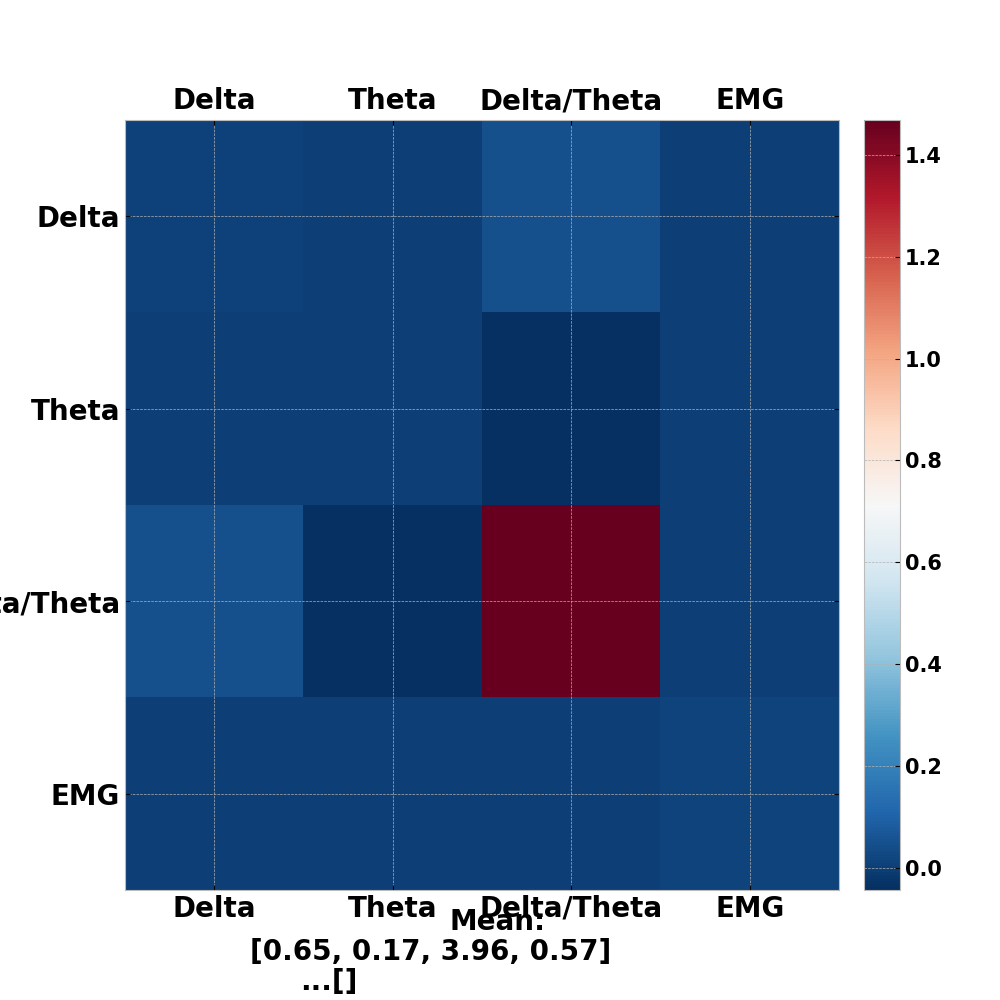 Delta Theta Delta/Theta EMG
1.4
Delta
1.2
1.0
Theta
0.8
0.6
ta/Theta
0.4
0.2
EMG
0.0
Delta Theta Delta/Theta EMG
Mean:
[0.65, 0.17, 3.96, 0.57]
...[]